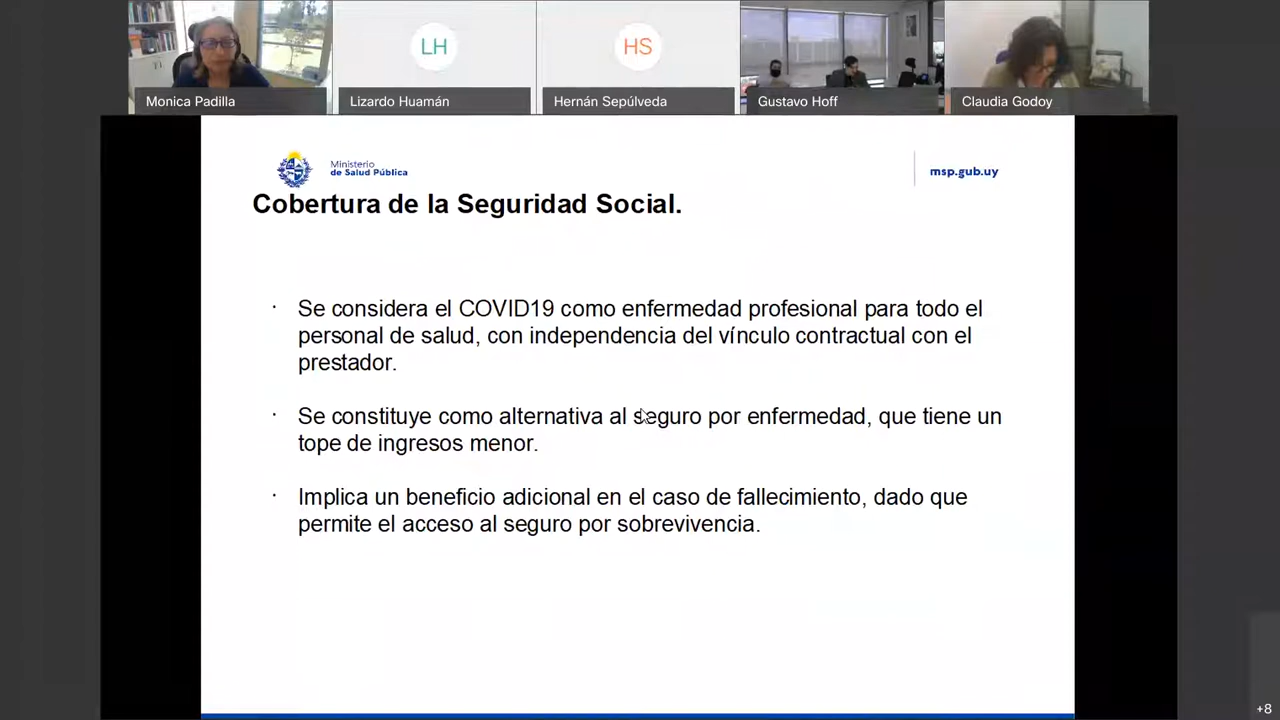 LH
HS
Monica Padilla
Lizardo Huamán
Hernán Sepúlveda
Gustavo Hoff
Claudia Godoy
Ministerio
de Salud Pública
msp.gub.uy
Cobertura de la Seguridad Social.
· Se considera el COVID19 como enfermedad profesional para todo el
personal de salud, con independencia del vínculo contractual con el
prestador.
· Se constituye como alternativa al seguro por enfermedad, que tiene un
tope de ingresos menor.
· Implica un beneficio adicional en el caso de fallecimiento, dado que
permite el acceso al seguro por sobrevivencia.
+8